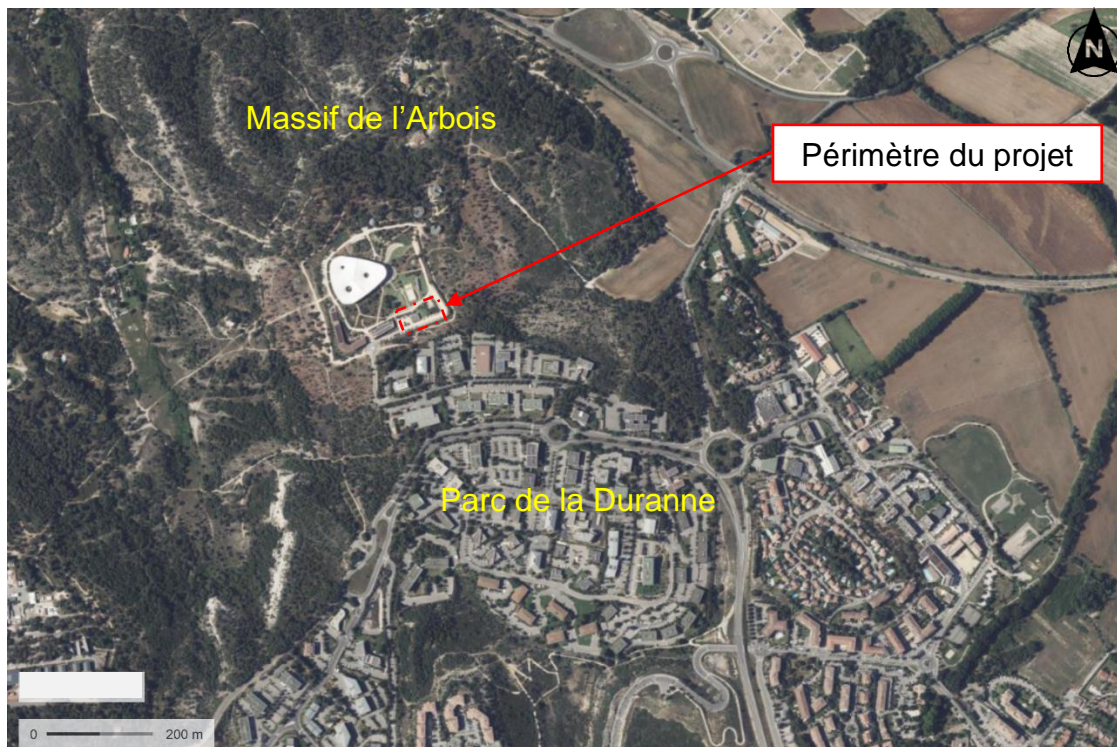 N
Massif de l'Arbois
Périmètre du projet
Parc de la Duranne
0 200 m